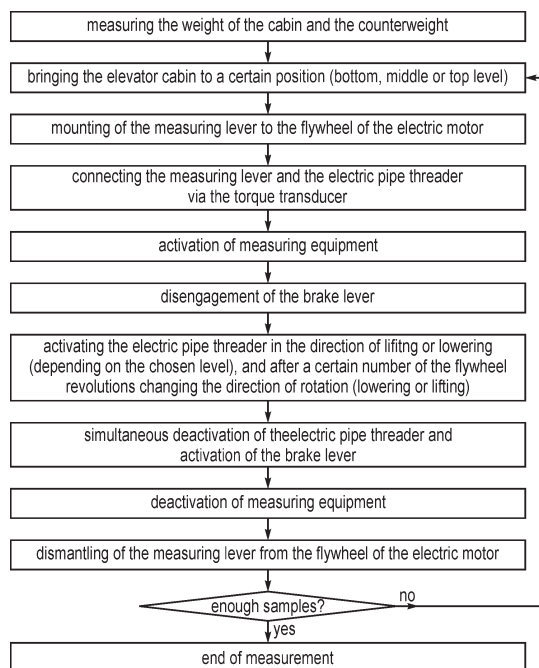 measuring the weight of the cabin and the counterweight
bringing the elevator cabin to a certain position (bottom, middle or top level)
mounting of the measuring lever to the flywheel of the electric motor
connecting the measuring lever and the electric pipe threader
via the torque transducer
activation of measuring equipment
disengagement of the brake lever
activating the electric pipe threader in the direction of lifitng or lowering
(depending on the chosen level), and after a certain number of the flywheel
revolutions changing the direction of rotation (lowering or lifting)
simultaneous deactivation of theelectric pipe threader and
activation of the brake lever
deactivation of measuring equipment
dismantling of the measuring lever from the flywheel of the electric motor
enough samples?
no
yes
end of measurement